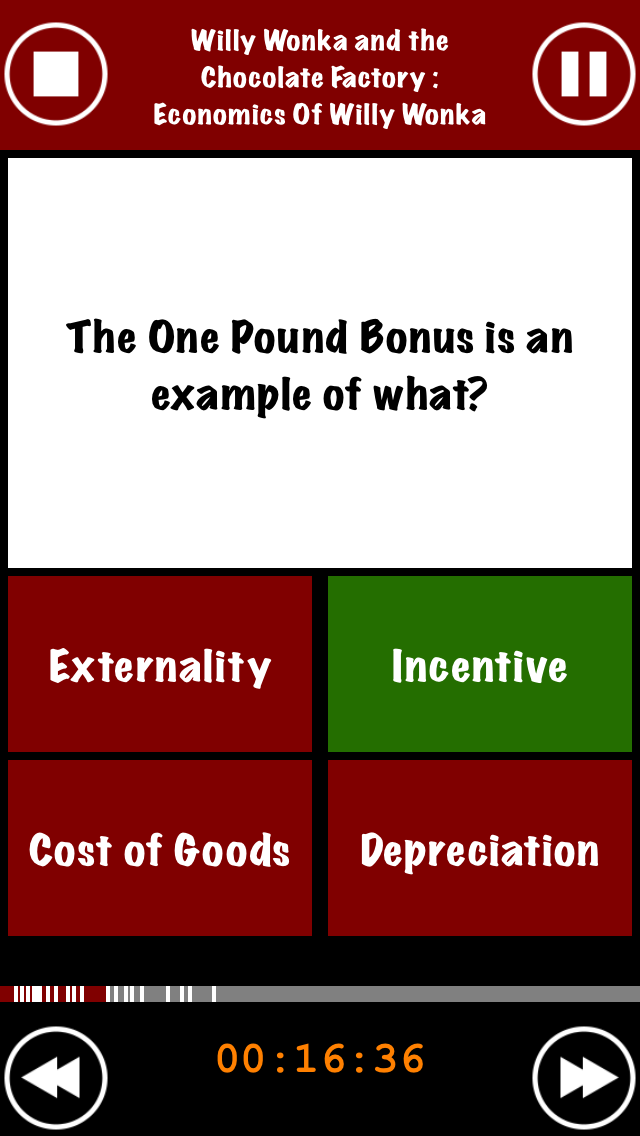 Willy Wonka and the
Chocolate Factory :
Economics Of Willy Wonka
The One Pound Bonus is an
example of what?
Externality
Incentive
Cost of Goods
Depreciation
00:16:36